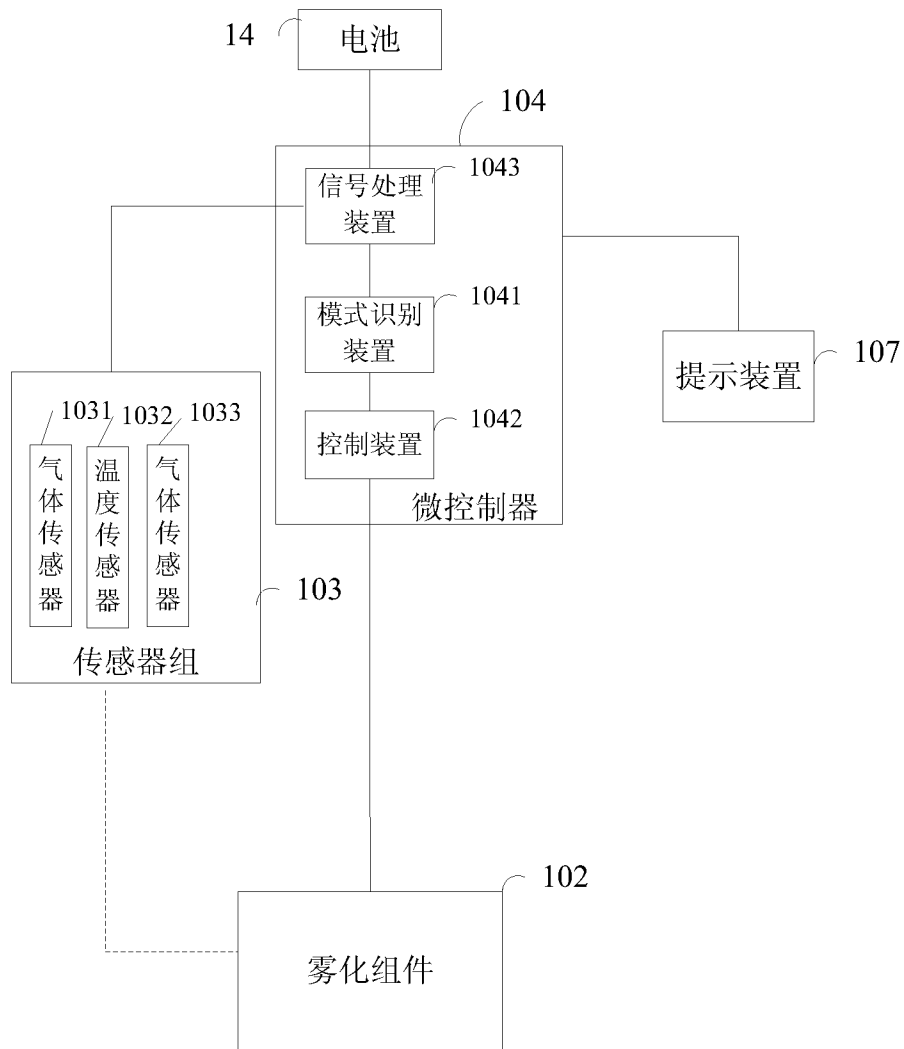 14
电池
104
1043
信号处理
装置
1041
模式识别
装置
107
提示装置
1031
1032
1033
1042
控制装置
气体传感器
温度传感器
气体传感器
微控制器
103
传感器组
102
雾化组件